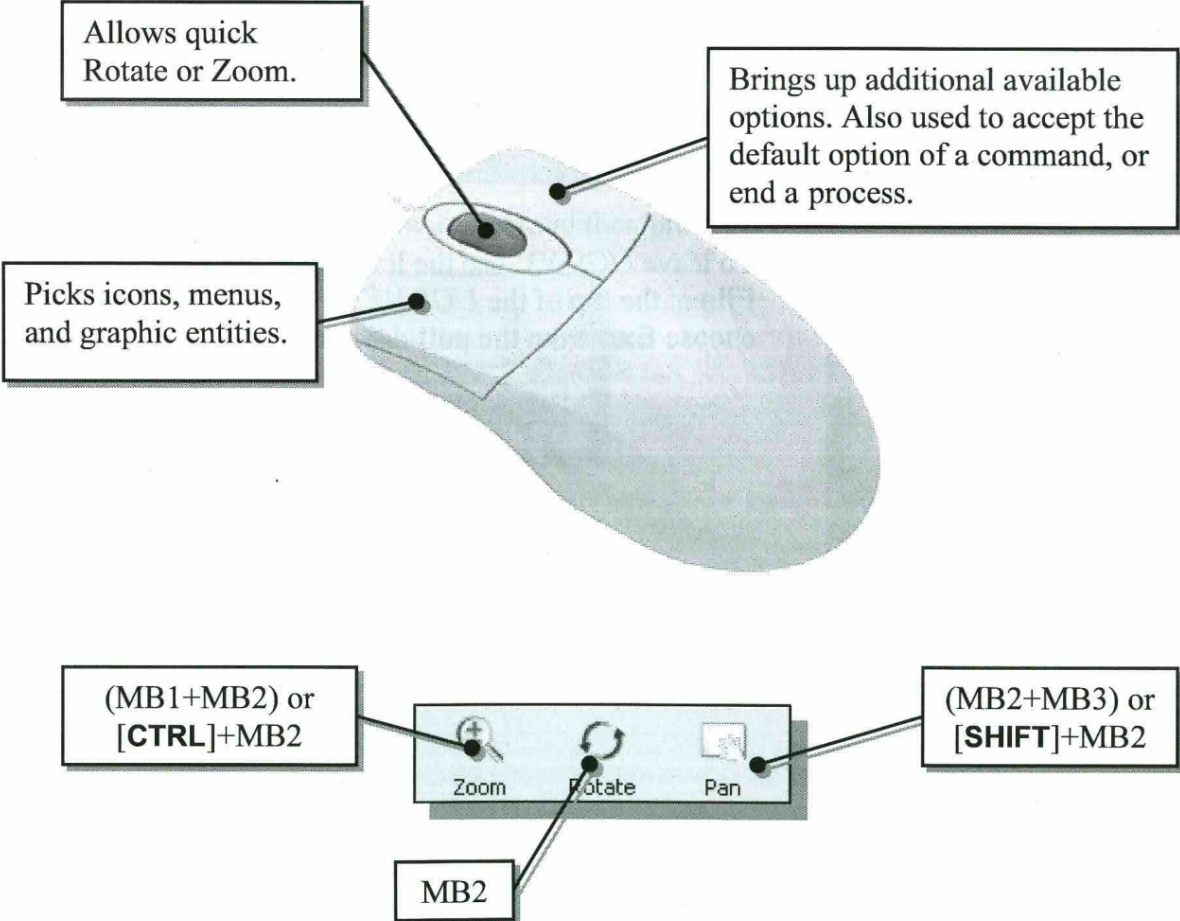 Allows quick
Rotate or Zoom.
Brings up additional available
options. Also used to accept the
default option of a command, or
end a process.
Picks icons, menus,
and graphic entities.
(MB1+MB2) or
[CTRL]+MB2
(MB2+MB3) or
[SHIFT]+MB2
Zoom
Rotate
Pan
MB2